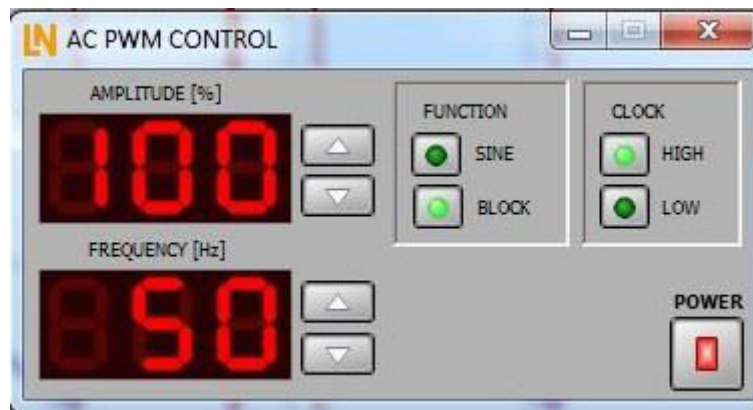 LN AC PWM CONTROL
AMPLITUDE [%]
100
FUNCTION
SINE
BLOCK
CLOCK
HIGH
LOW
FREQUENCY [Hz]
50
POWER